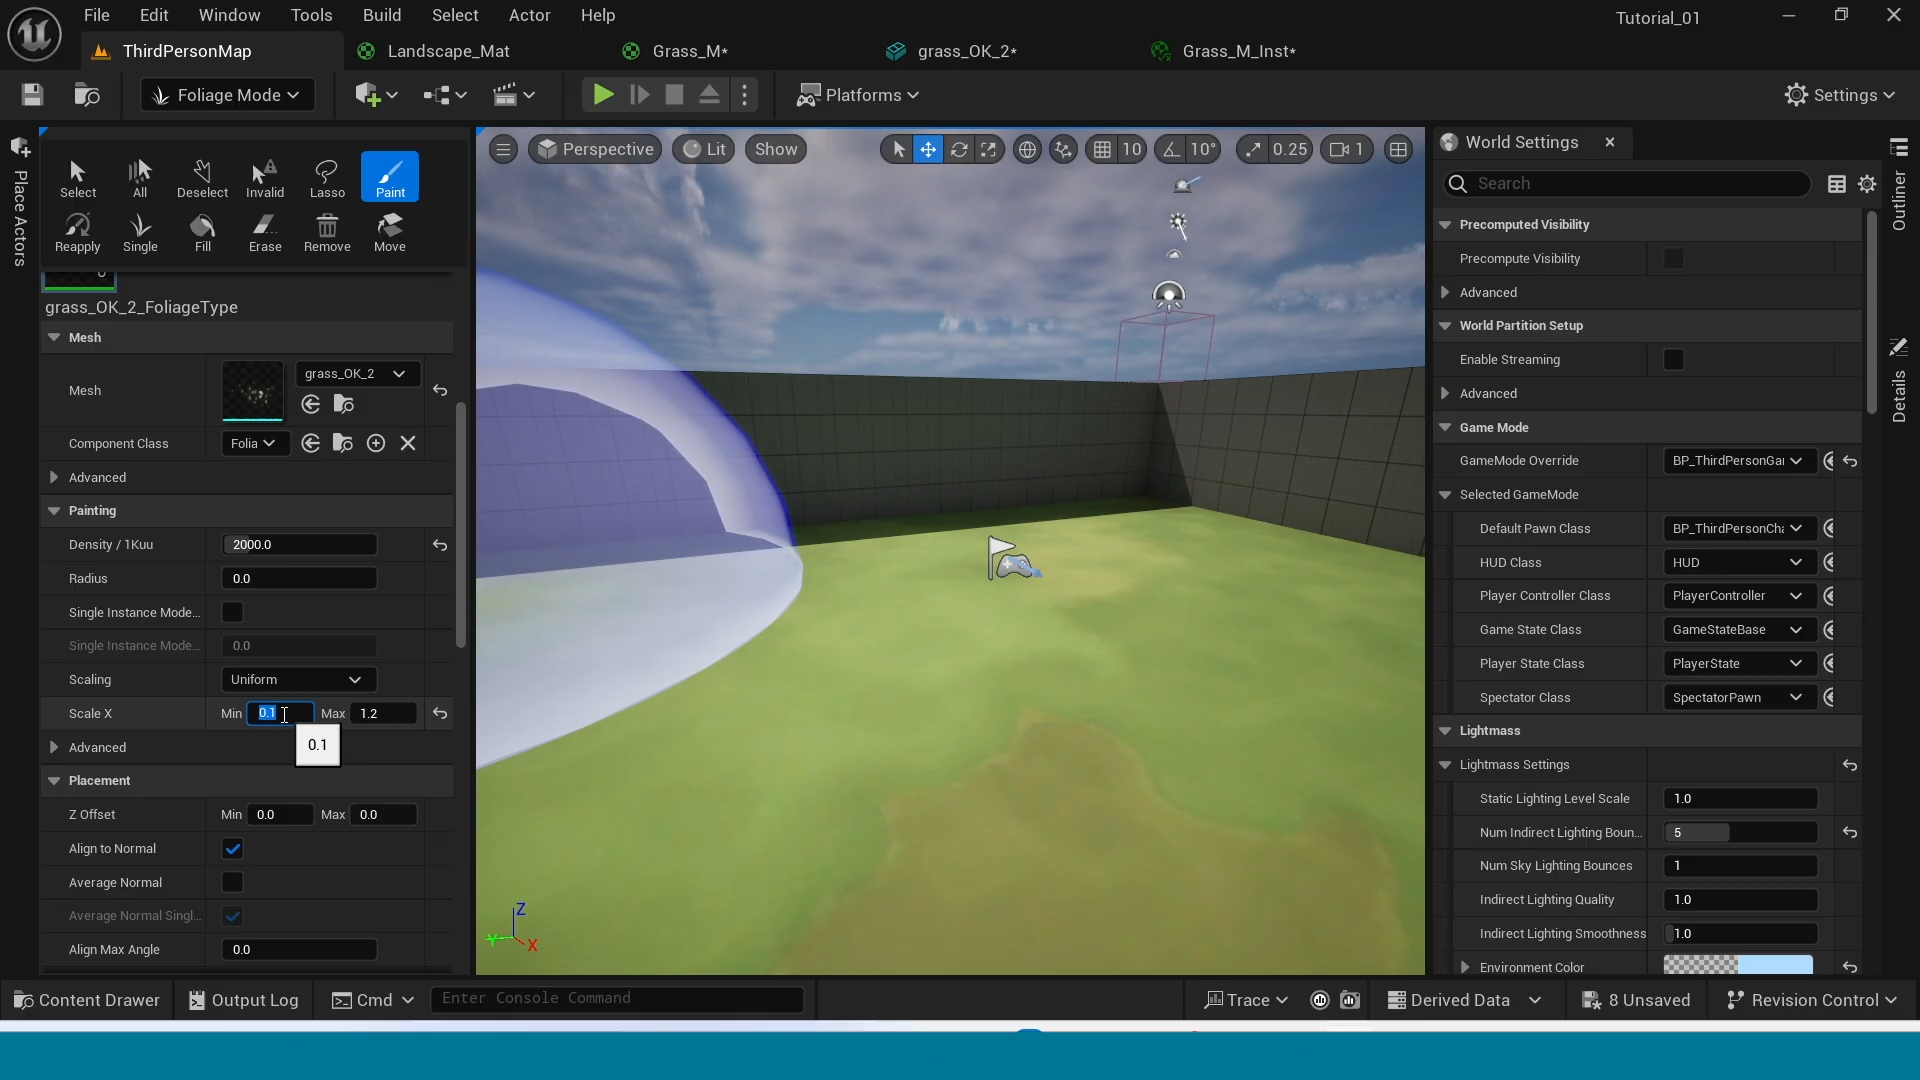 File Edit Window Tools Build Select Actor Help Tutorial_01
ThirdPersonMap Landscape_Mat Grass_M* grass_OK_2* Grass_M_Inst*
Foliage Mode Platforms Settings
Place Actors
Select All Deselect Invalid Lasso Paint
Reapply Single Fill Erase Remove Move
grass_OK_2_FoliageType
Mesh
Mesh grass_OK_2
Component Class Folia
Advanced
Painting
Density / 1Kuu 2000.0
Radius 0.0
Single Instance Mode...
Single Instance Mode... 0.0
Scaling Uniform
Scale X Min 0.1 Max 1.2
0.1
Advanced
Placement
Z Offset Min 0.0 Max 0.0
Align to Normal
Average Normal
Average Normal Singl...
Align Max Angle 0.0
Perspective Lit Show 10 10° 0.25 1
Z
Y
X
World Settings
Search
Precomputed Visibility
Precompute Visibility
Advanced
World Partition Setup
Enable Streaming
Advanced
Game Mode
GameMode Override BP_ThirdPersonGa
Selected GameMode
Default Pawn Class BP_ThirdPersonCha
HUD Class HUD
Player Controller Class PlayerController
Game State Class GameStateBase
Player State Class PlayerState
Spectator Class SpectatorPawn
Lightmass
Lightmass Settings
Static Lighting Level Scale 1.0
Num Indirect Lighting Boun... 5
Num Sky Lighting Bounces 1
Indirect Lighting Quality 1.0
Indirect Lighting Smoothness 1.0
Environment Color
Outliner
Details
Content Drawer Output Log Cmd Enter Console Command Trace Derived Data 8 Unsaved Revision Control